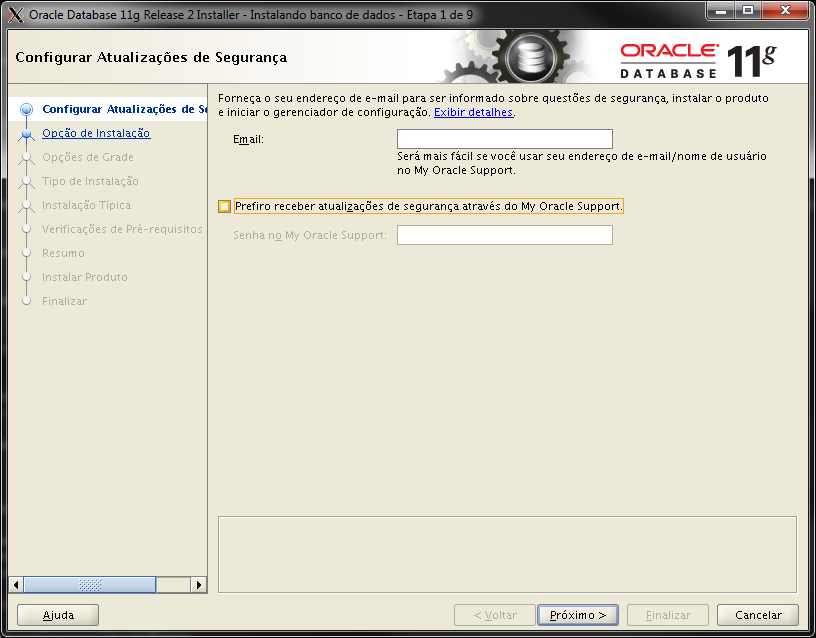 Oracle Database 11g Release 2 Installer - Instalando banco de dados - Etapa 1 de 9
Configurar Atualizações de Segurança
ORACLE
DATABASE
11g
Configurar Atualizações de Se
Opção de Instalação
Opções de Grade
Tipo de Instalação
Instalação Típica
Verificações de Pré-requisitos
Resumo
Instalar Produto
Finalizar
Forneça o seu endereço de e-mail para ser informado sobre questões de segurança, instalar o produto
e iniciar o gerenciador de configuração. Exibir detalhes.
Email:
Será mais fácil se você usar seu endereço de e-mail/nome de usuário
no My Oracle Support.
Prefiro receber atualizações de segurança através do My Oracle Support.
Senha no My Oracle Support:
Ajuda
< Voltar
Próximo >
Finalizar
Cancelar